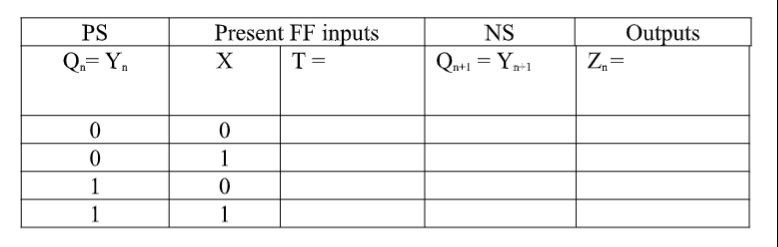 PS Present FF inputs NS Outputs
Qₙ= Yₙ X T = Qₙ₊₁ = Yₙ₊₁ Zₙ=
0 0
0 1
1 0
1 1